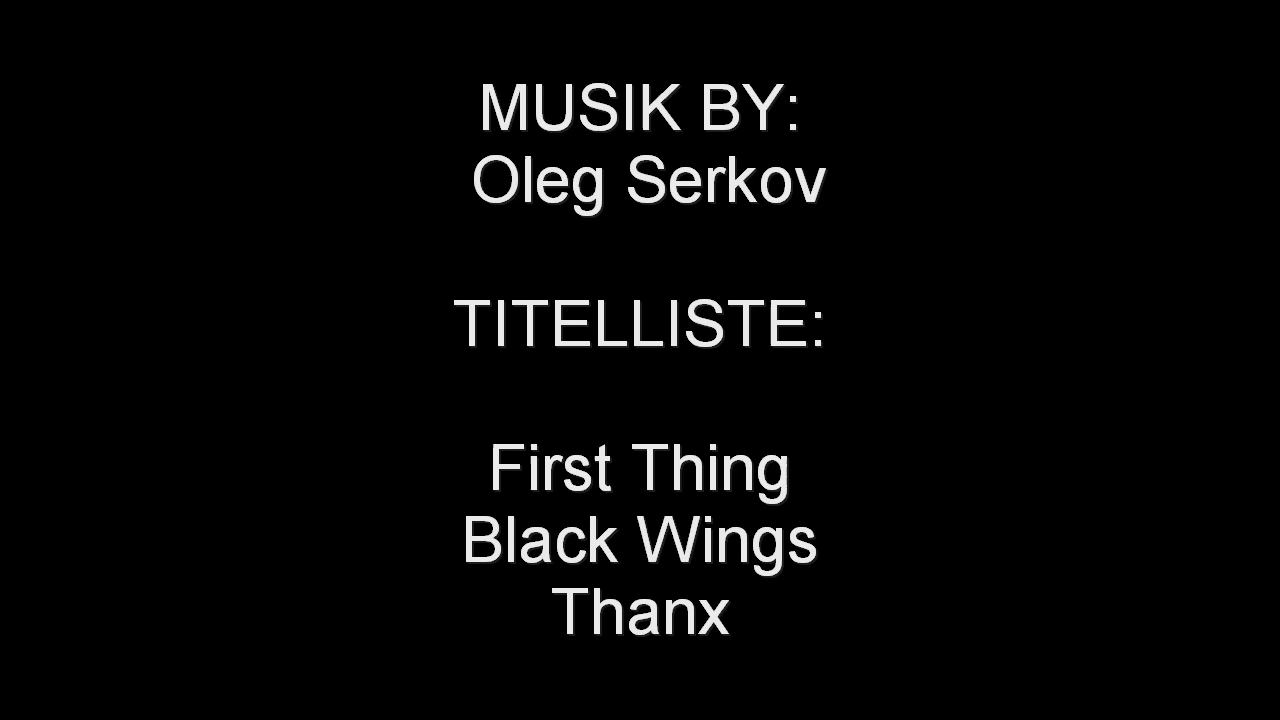 MUSIK BY:
Oleg Serkov
TITELLISTE:
First Thing
Black Wings
Thanx